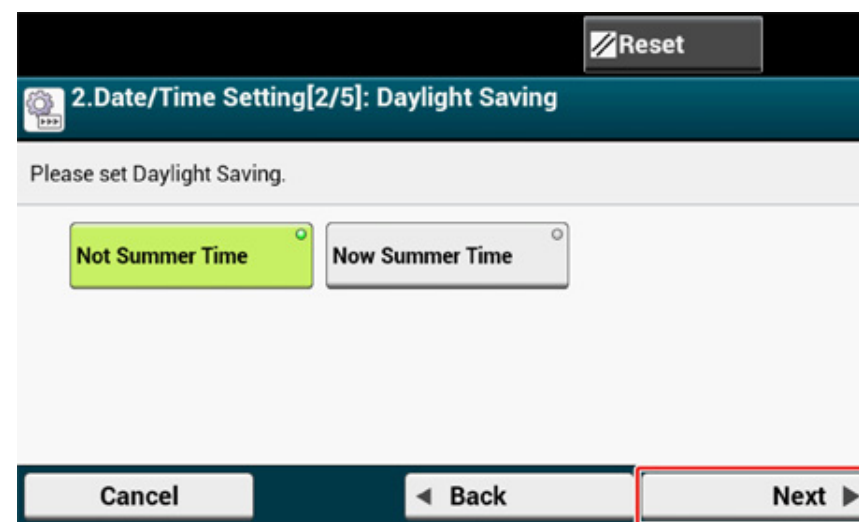 Reset
2.Date/Time Setting[2/5]: Daylight Saving
Please set Daylight Saving.
Not Summer Time
Now Summer Time
Cancel
Back
Next